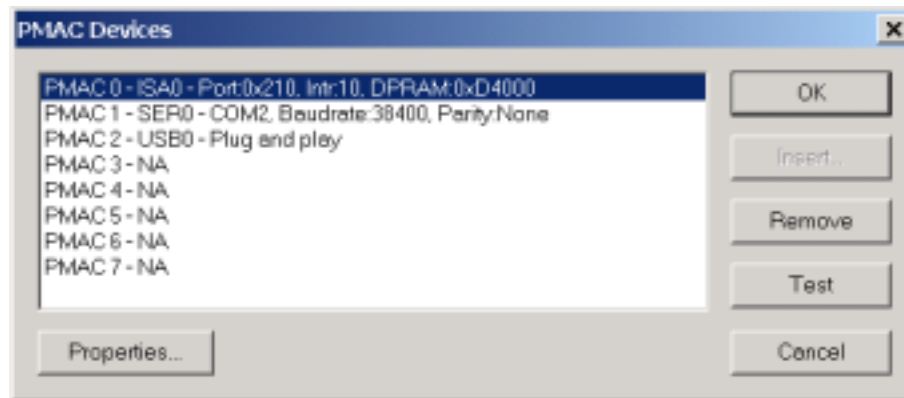 PMAC Devices
PMAC 0 - ISA0 - Port:0x210, Intr:10, DPRAM:0xD4000
PMAC 1 - SER0 - COM2, Baudrate:38400, Parity:None
PMAC 2 - USB0 - Plug and play
PMAC 3 - NA
PMAC 4 - NA
PMAC 5 - NA
PMAC 6 - NA
PMAC 7 - NA
OK
Insert...
Remove
Test
Properties...
Cancel